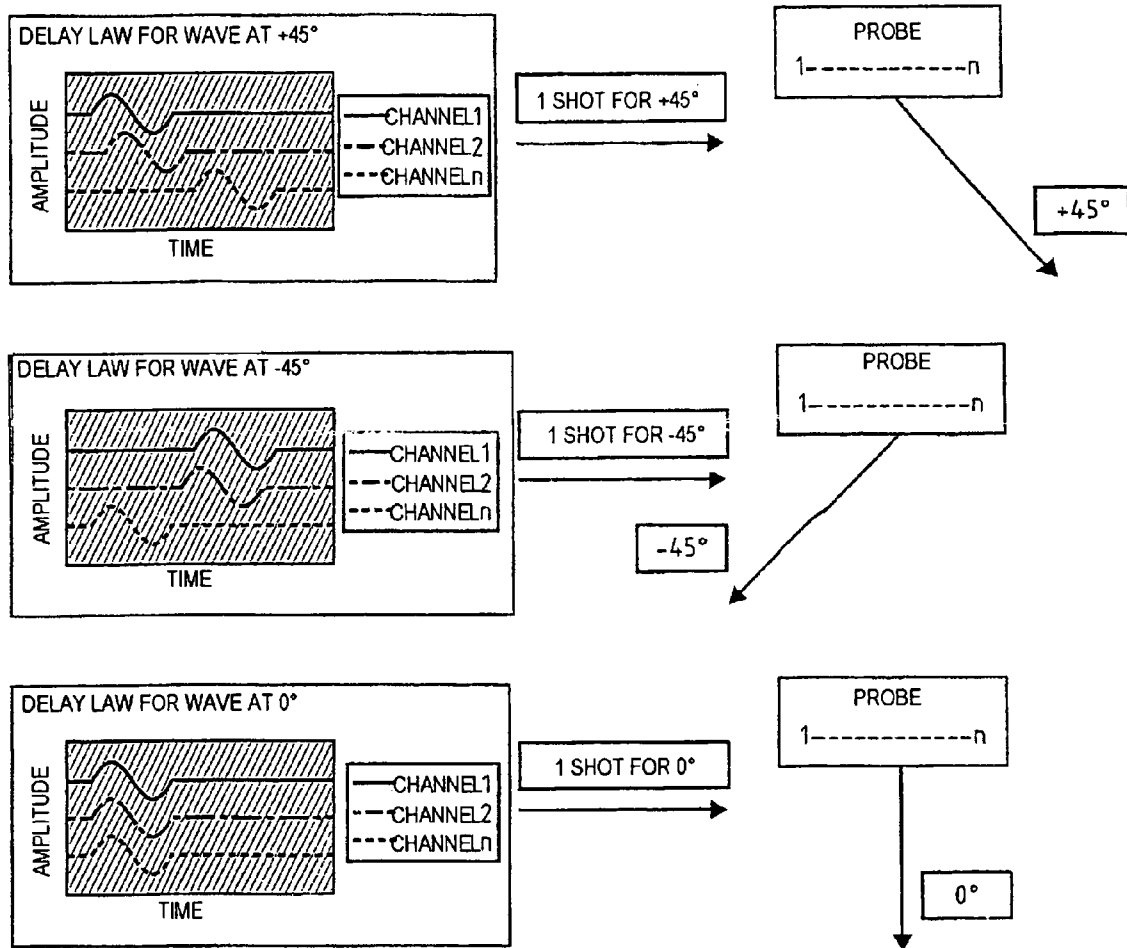 DELAY LAW FOR WAVE AT +45°
AMPLITUDE
TIME
CHANNEL1
CHANNEL2
CHANNELn
1 SHOT FOR +45°
PROBE
1-------------n
+45°
DELAY LAW FOR WAVE AT -45°
AMPLITUDE
TIME
CHANNEL1
CHANNEL2
CHANNELn
1 SHOT FOR -45°
PROBE
1-------------n
-45°
DELAY LAW FOR WAVE AT 0°
AMPLITUDE
TIME
CHANNEL1
CHANNEL2
CHANNELn
1 SHOT FOR 0°
PROBE
1-------------n
0°